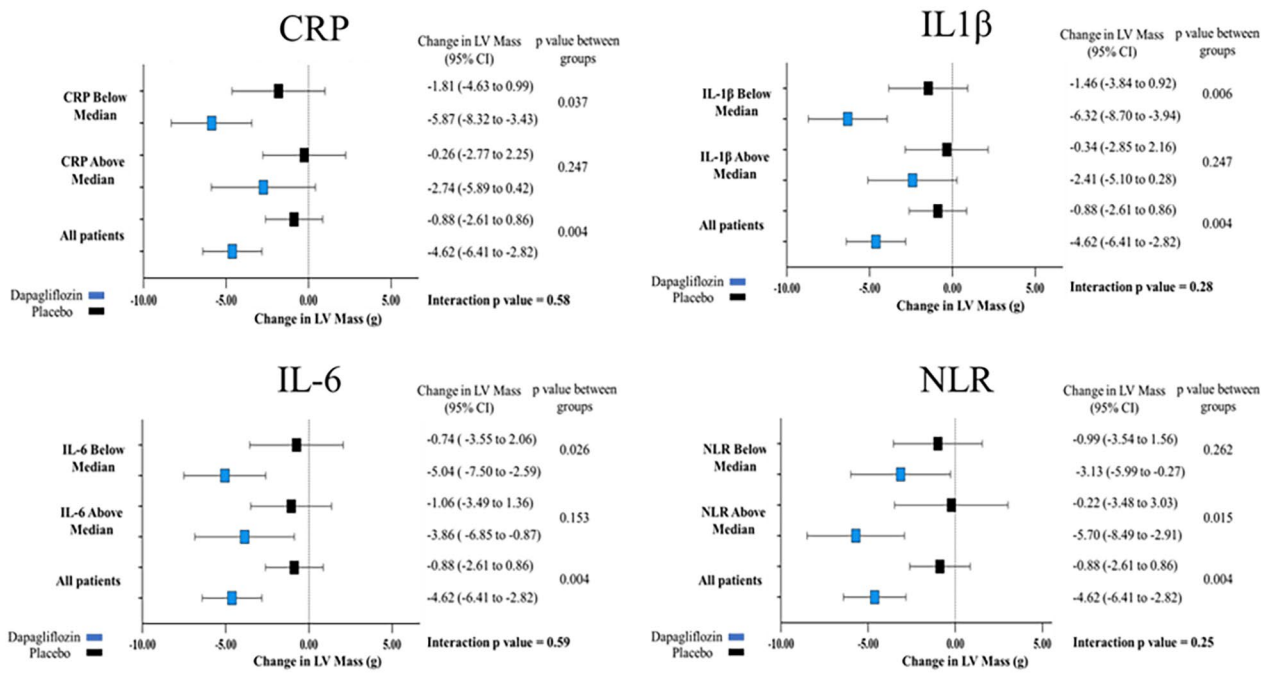 CRP
Change in LV Mass p value between
(95% CI) groups
CRP Below
Median
-1.81 (-4.63 to 0.99)
0.037
-5.87 (-8.32 to -3.43)
CRP Above
Median
-0.26 (-2.77 to 2.25)
0.247
-2.74 (-5.89 to 0.42)
All patients
-0.88 (-2.61 to 0.86)
0.004
-4.62 (-6.41 to -2.82)
-10.00 -5.00 0.00 5.00
Change in LV Mass (g)
Dapagliflozin
Placebo
Interaction p value = 0.58
IL1β
Change in LV Mass p value between
(95% CI) groups
IL-1β Below
Median
-1.46 (-3.84 to 0.92)
0.006
-6.32 (-8.70 to -3.94)
IL-1β Above
Median
-0.34 (-2.85 to 2.16)
0.247
-2.41 (-5.10 to 0.28)
All patients
-0.88 (-2.61 to 0.86)
0.004
-4.62 (-6.41 to -2.82)
-10.00 -5.00 0.00 5.00
Change in LV Mass (g)
Dapagliflozin
Placebo
Interaction p value = 0.28
IL-6
Change in LV Mass p value between
(95% CI) groups
IL-6 Below
Median
-0.74 ( -3.55 to 2.06)
0.026
-5.04 (-7.50 to -2.59)
IL-6 Above
Median
-1.06 (-3.49 to 1.36)
0.153
-3.86 (-6.85 to -0.87)
All patients
-0.88 (-2.61 to 0.86)
0.004
-4.62 (-6.41 to -2.82)
-10.00 -5.00 0.00 5.00
Change in LV Mass (g)
Dapagliflozin
Placebo
Interaction p value = 0.59
NLR
Change in LV Mass p value between
(95% CI) groups
NLR Below
Median
-0.99 (-3.54 to 1.56)
0.262
-3.13 (-5.99 to -0.27)
NLR Above
Median
-0.22 (-3.48 to 3.03)
0.015
-5.70 (-8.49 to -2.91)
All patients
-0.88 (-2.61 to 0.86)
0.004
-4.62 (-6.41 to -2.82)
-10.00 -5.00 0.00 5.00
Change in LV Mass (g)
Dapagliflozin
Placebo
Interaction p value = 0.25